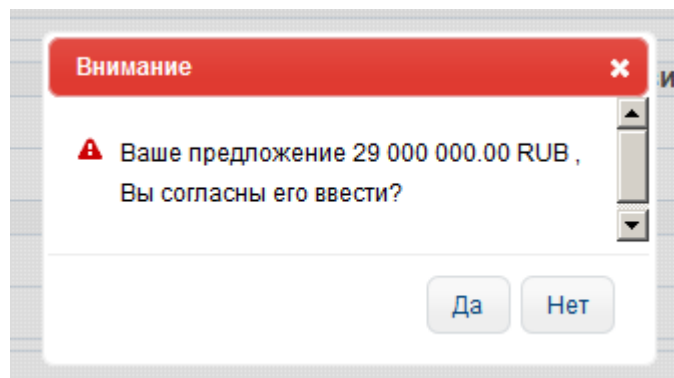 Внимание
Ваше предложение 29 000 000.00 RUB ,
Вы согласны его ввести?
Да Нет